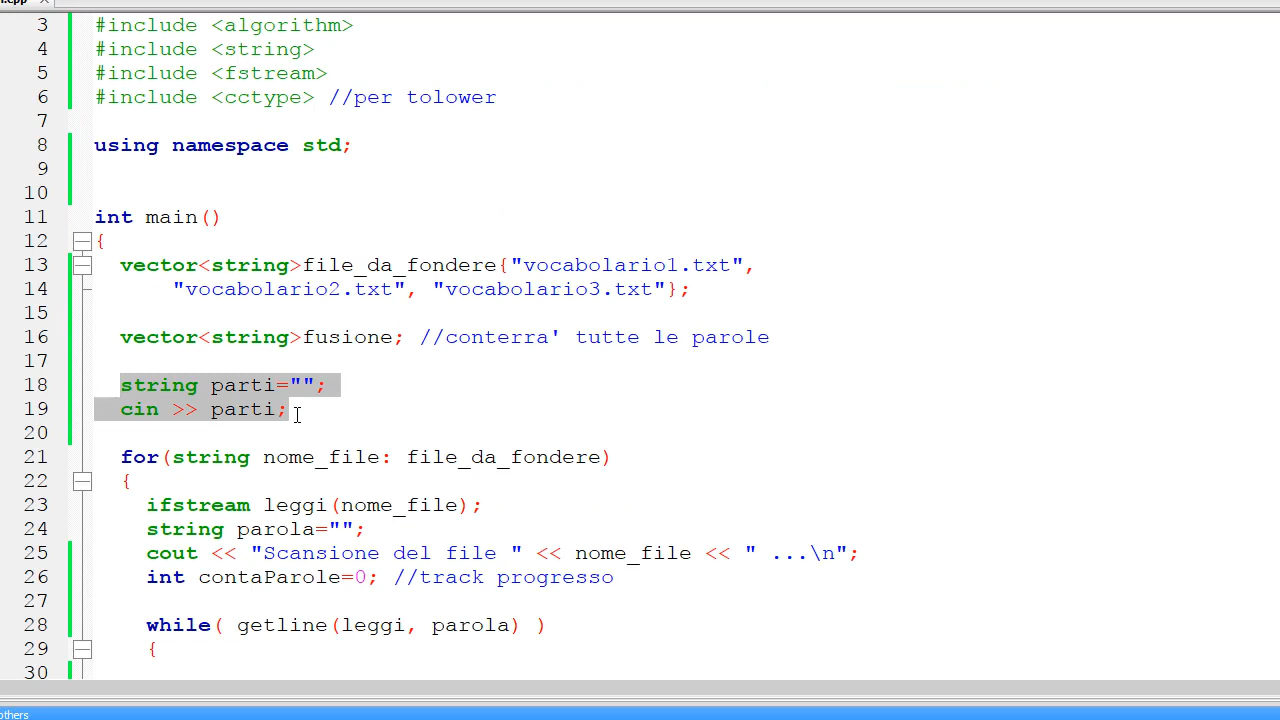 n.cpp
3 #include <algorithm>
4 #include <string>
5 #include <fstream>
6 #include <cctype> //per tolower
7
8 using namespace std;
9
10
11 int main()
12 {
13 vector<string>file_da_fondere{"vocabolario1.txt",
14 "vocabolario2.txt", "vocabolario3.txt"};
15
16 vector<string>fusione; //conterra' tutte le parole
17
18 string parti="";
19 cin >> parti;
20
21 for(string nome_file: file_da_fondere)
22 {
23 ifstream leggi(nome_file);
24 string parola="";
25 cout << "Scansione del file " << nome_file << " ...\n";
26 int contaParole=0; //track progresso
27
28 while( getline(leggi, parola) )
29 {
30
others